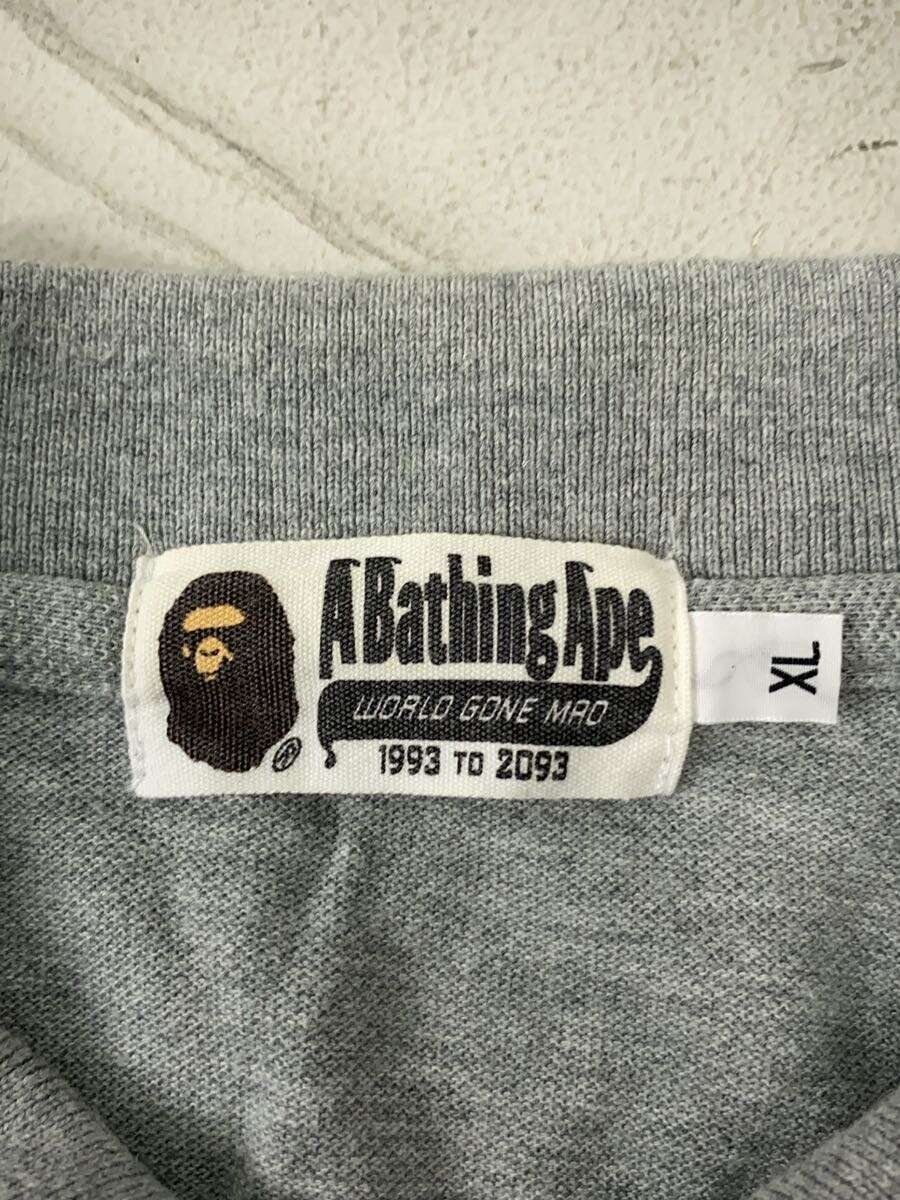 A Bathing Ape
WORLD GONE MAD
1993 TO 2093
®
XL